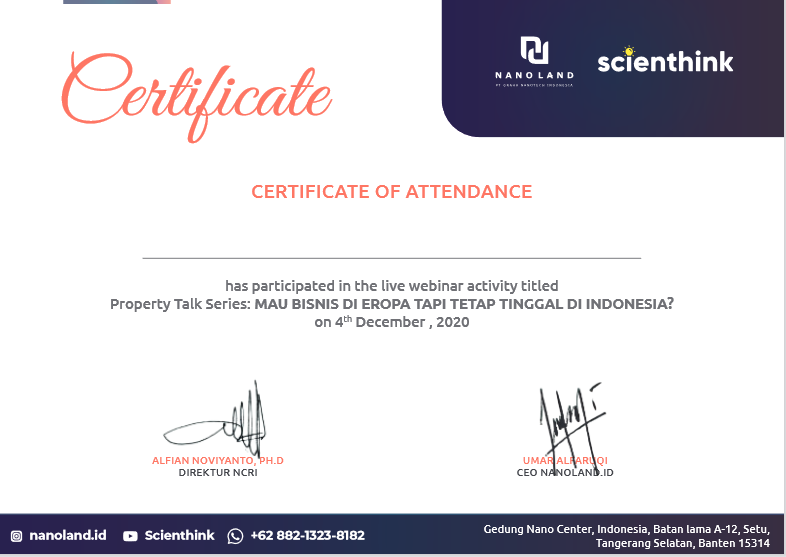 Certificate
NANO LAND
PT GRAHA NANOTECH INDONESIA
scienthink
CERTIFICATE OF ATTENDANCE
has participated in the live webinar activity titled
Property Talk Series: MAU BISNIS DI EROPA TAPI TETAP TINGGAL DI INDONESIA?
on 4th December , 2020
ALFIAN NOVIYANTO, PH.D
DIREKTUR NCRI
UMAR ALFARUQI
CEO NANOLAND.ID
nanoland.id Scienthink +62 882-1323-8182
Gedung Nano Center, Indonesia, Batan lama A-12, Setu,
Tangerang Selatan, Banten 15314